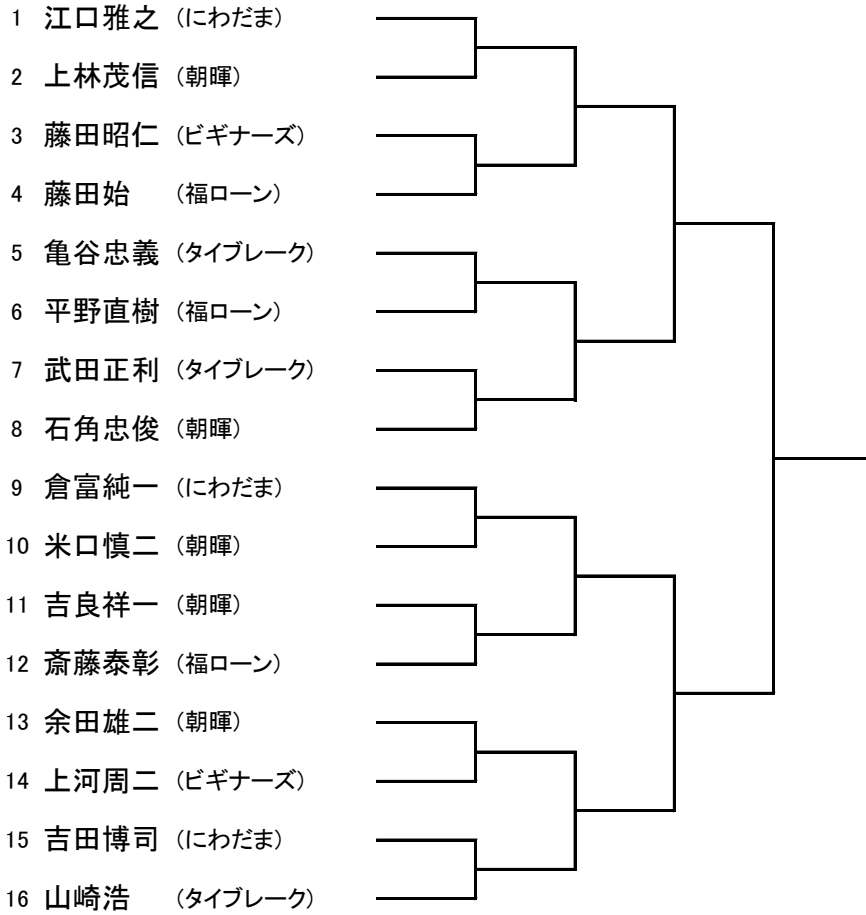 1 江口雅之 (にわだま)
2 上林茂信 (朝暉)
3 藤田昭仁 (ビギナーズ)
4 藤田始 (福ローン)
5 亀谷忠義 (タイブレーク)
6 平野直樹 (福ローン)
7 武田正利 (タイブレーク)
8 石角忠俊 (朝暉)
9 倉富純一 (にわだま)
10 米口慎二 (朝暉)
11 吉良祥一 (朝暉)
12 斎藤泰彰 (福ローン)
13 余田雄二 (朝暉)
14 上河周二 (ビギナーズ)
15 吉田博司 (にわだま)
16 山崎浩 (タイブレーク)